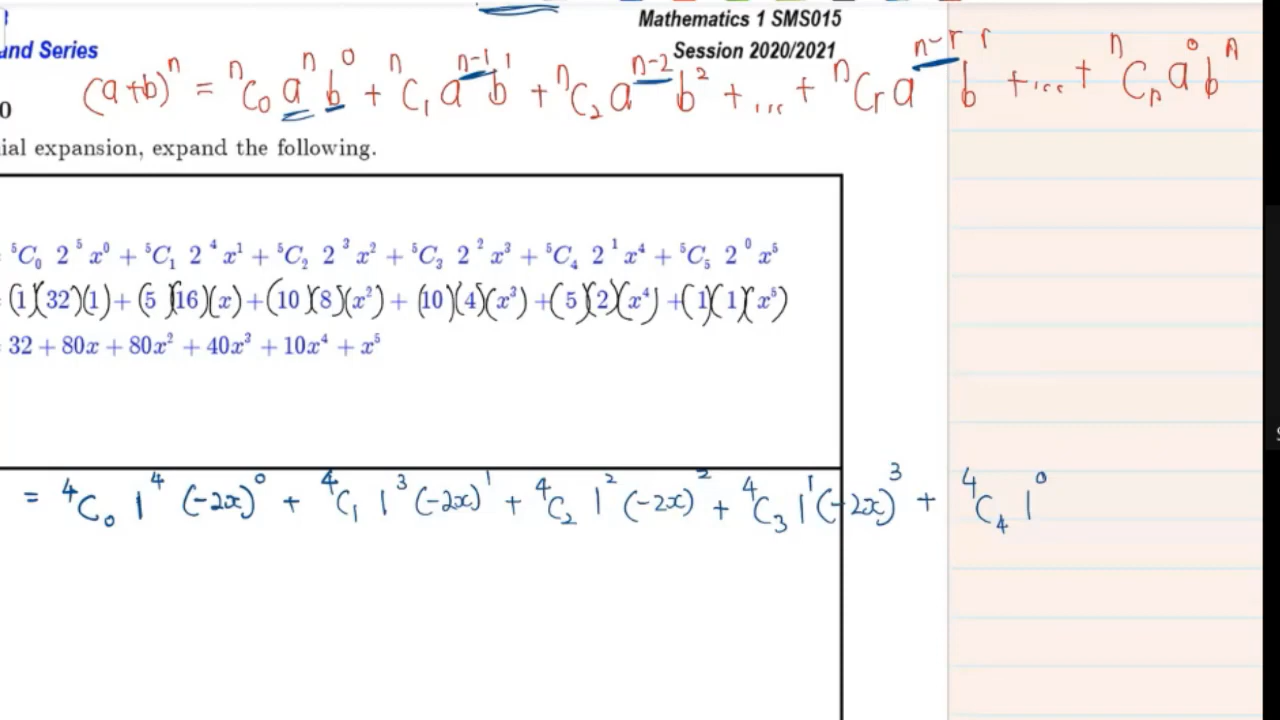 Mathematics 1 SMS015
and Series
Session 2020/2021
(a+b)ⁿ = ⁿC₀ aⁿ b⁰ + ⁿC₁ aⁿ⁻¹ b¹ + ⁿC₂ aⁿ⁻² b² + ... + ⁿCᵣ aⁿ⁻ʳ bʳ + ... + ⁿCₙ a⁰ bⁿ
0
ial expansion, expand the following.
= ⁵C₀ 2⁵ x⁰ + ⁵C₁ 2⁴ x¹ + ⁵C₂ 2³ x² + ⁵C₃ 2² x³ + ⁵C₄ 2¹ x⁴ + ⁵C₅ 2⁰ x⁵
= (1)(32)(1) + (5)(16)(x) + (10)(8)(x²) + (10)(4)(x³) + (5)(2)(x⁴) + (1)(1)(x⁵)
= 32 + 80x + 80x² + 40x³ + 10x⁴ + x⁵
= ⁴C₀ 1⁴ (-2x)⁰ + ⁴C₁ 1³ (-2x)¹ + ⁴C₂ 1² (-2x)² + ⁴C₃ 1¹ (-2x)³ + ⁴C₄ 1⁰